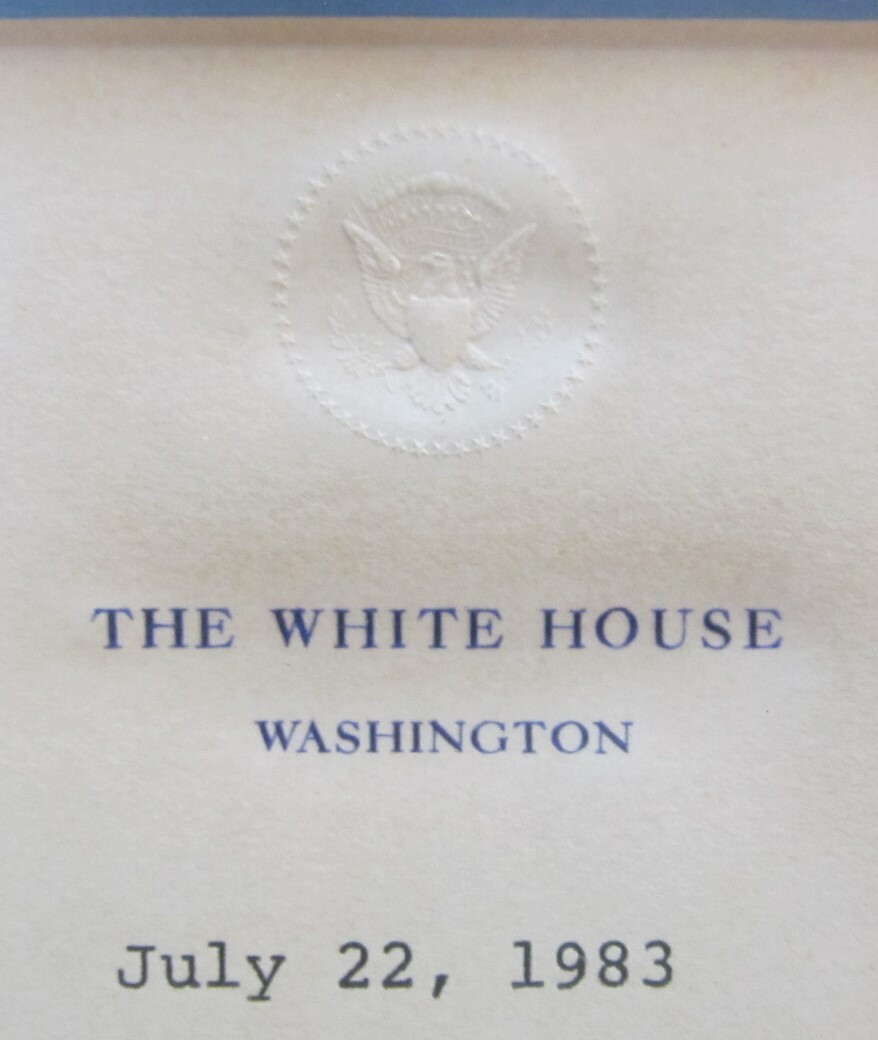 THE WHITE HOUSE
WASHINGTON
July 22, 1983